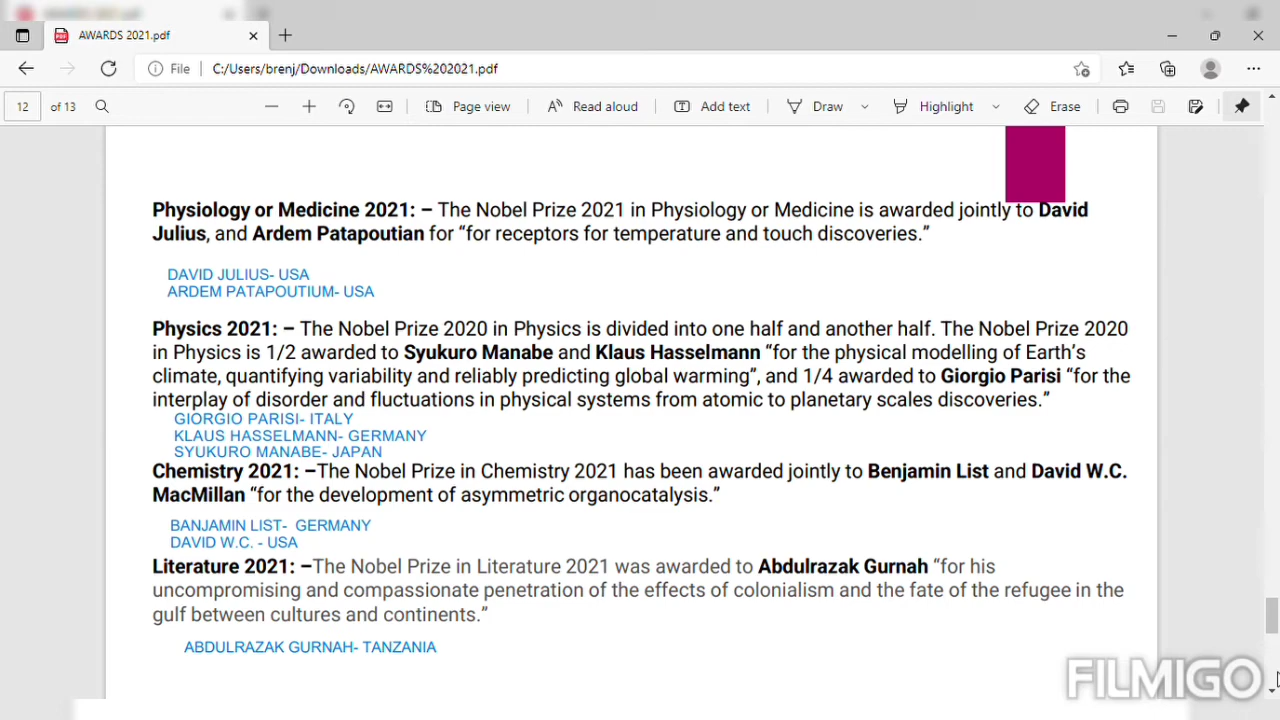 AWARDS 2021.pdf
File C:/Users/brenj/Downloads/AWARDS%202021.pdf
12 of 13 Page view Read aloud Add text Draw Highlight Erase
Physiology or Medicine 2021: – The Nobel Prize 2021 in Physiology or Medicine is awarded jointly to David
Julius, and Ardem Patapoutian for “for receptors for temperature and touch discoveries.”
DAVID JULIUS- USA
ARDEM PATAPOUTIUM- USA
Physics 2021: – The Nobel Prize 2020 in Physics is divided into one half and another half. The Nobel Prize 2020
in Physics is 1/2 awarded to Syukuro Manabe and Klaus Hasselmann “for the physical modelling of Earth’s
climate, quantifying variability and reliably predicting global warming”, and 1/4 awarded to Giorgio Parisi “for the
interplay of disorder and fluctuations in physical systems from atomic to planetary scales discoveries.”
GIORGIO PARISI- ITALY
KLAUS HASSELMANN- GERMANY
SYUKURO MANABE- JAPAN
Chemistry 2021: –The Nobel Prize in Chemistry 2021 has been awarded jointly to Benjamin List and David W.C.
MacMillan “for the development of asymmetric organocatalysis.”
BANJAMIN LIST- GERMANY
DAVID W.C. - USA
Literature 2021: –The Nobel Prize in Literature 2021 was awarded to Abdulrazak Gurnah “for his
uncompromising and compassionate penetration of the effects of colonialism and the fate of the refugee in the
gulf between cultures and continents.”
ABDULRAZAK GURNAH- TANZANIA
FILMIGO